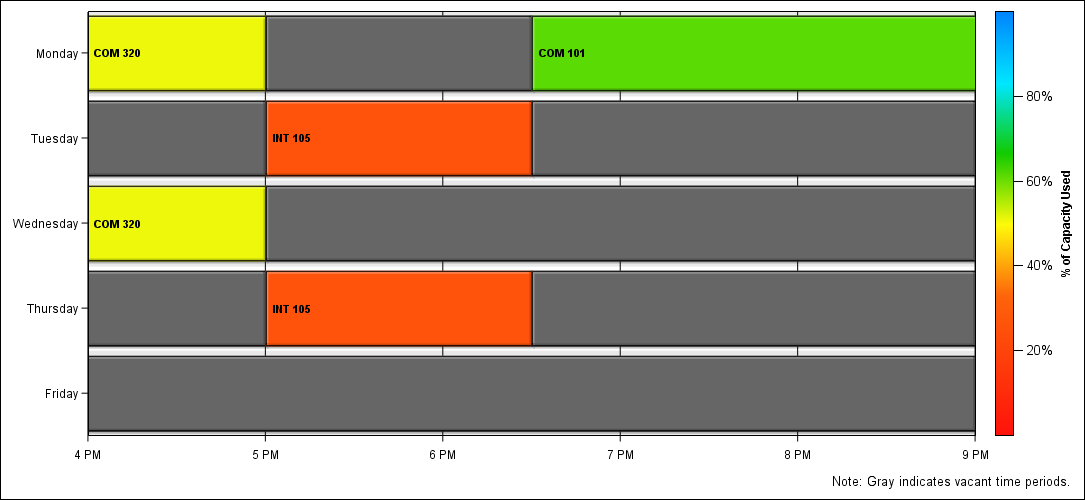 Monday
COM 320
COM 101
Tuesday
INT 105
Wednesday
COM 320
Thursday
INT 105
Friday
4 PM
5 PM
6 PM
7 PM
8 PM
9 PM
80%
60%
40%
20%
% of Capacity Used
Note: Gray indicates vacant time periods.